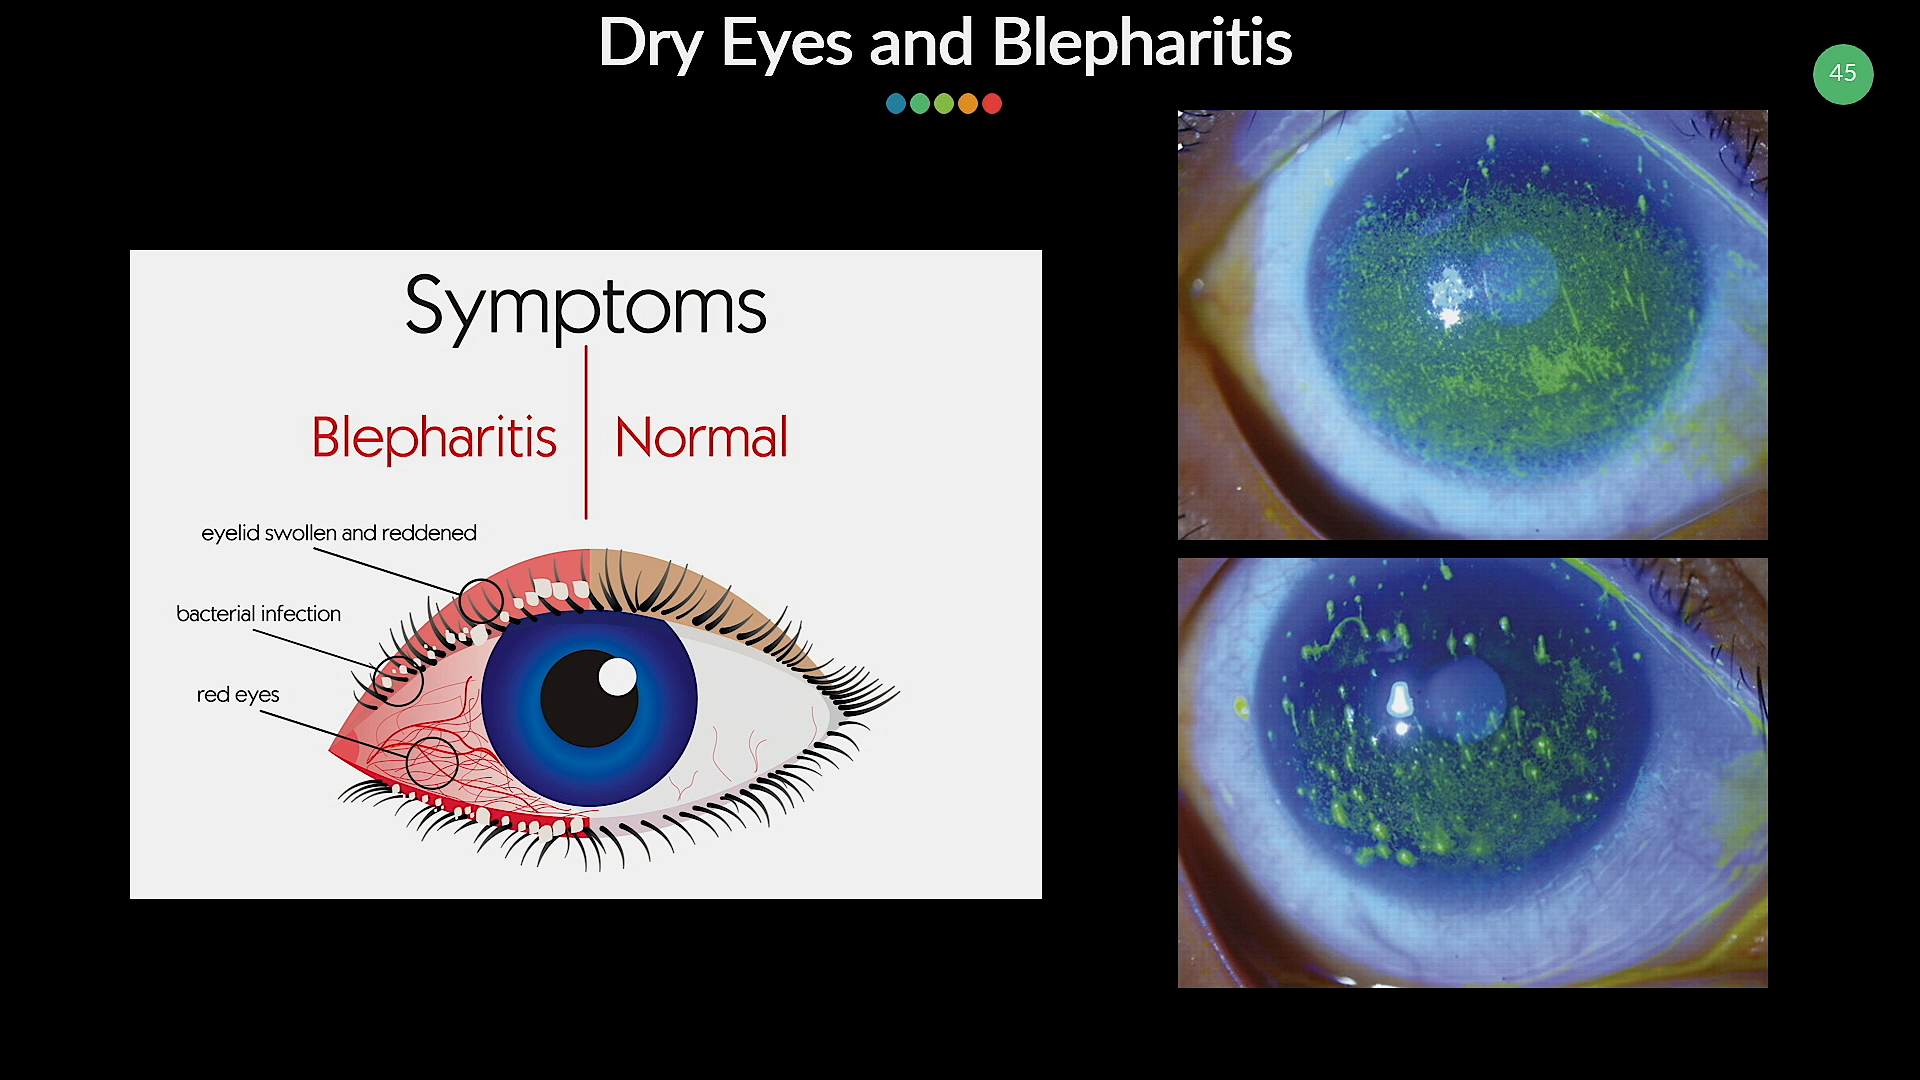 Dry Eyes and Blepharitis
45
Symptoms
Blepharitis
Normal
eyelid swollen and reddened
bacterial infection
red eyes